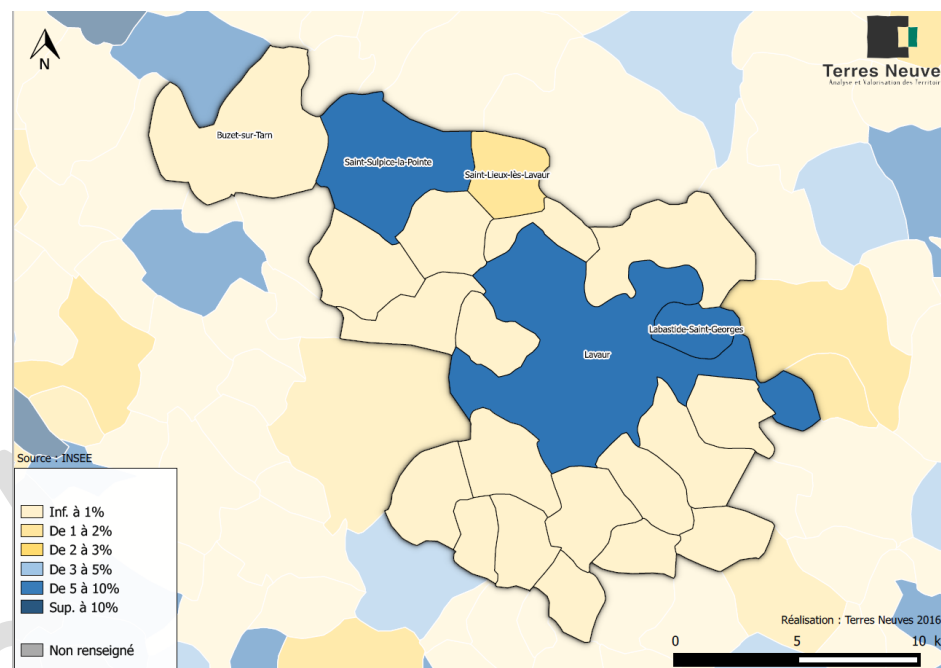 N
Terres Neuve
Analyse et Valorisation des Territoir
Buzet-sur-Tarn
Saint-Sulpice-la-Pointe
Saint-Lieux-lès-Lavaur
Labastide-Saint-Georges
Lavaur
Source : INSEE
Inf. à 1%
De 1 à 2%
De 2 à 3%
De 3 à 5%
De 5 à 10%
Sup. à 10%
Non renseigné
Réalisation : Terres Neuves 2016
0 5 10 k